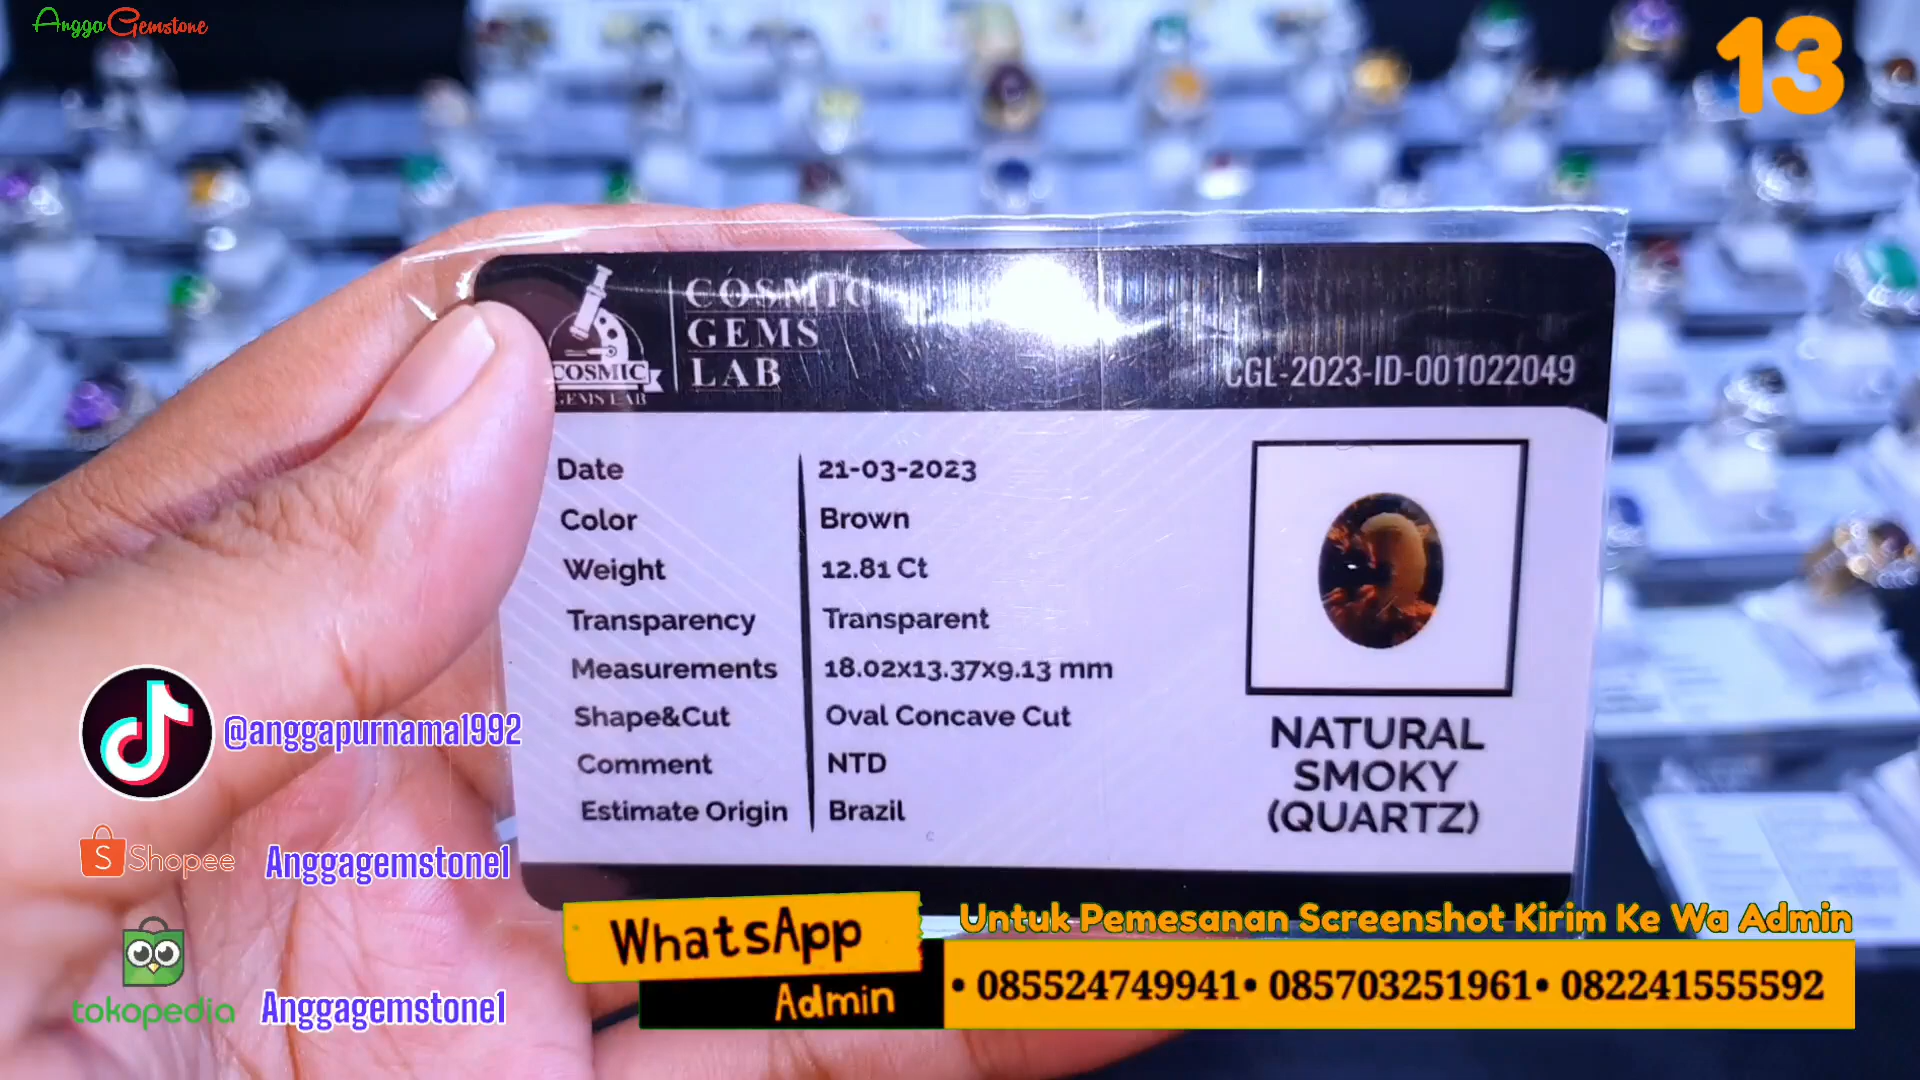 Angga Gemstone
13
COSMIC
GEMS
LAB
COSMIC
GEMS LAB
CGL-2023-ID-001022049
Date 21-03-2023
Color Brown
Weight 12.81 Ct
Transparency Transparent
Measurements 18.02x13.37x9.13 mm
Shape&Cut Oval Concave Cut
Comment NTD
Estimate Origin Brazil
NATURAL
SMOKY
(QUARTZ)
@anggapurnama1992
Shopee Anggagemstone1
tokopedia Anggagemstone1
WhatsApp
Admin
Untuk Pemesanan Screenshot Kirim Ke Wa Admin
• 085524749941• 085703251961• 082241555592